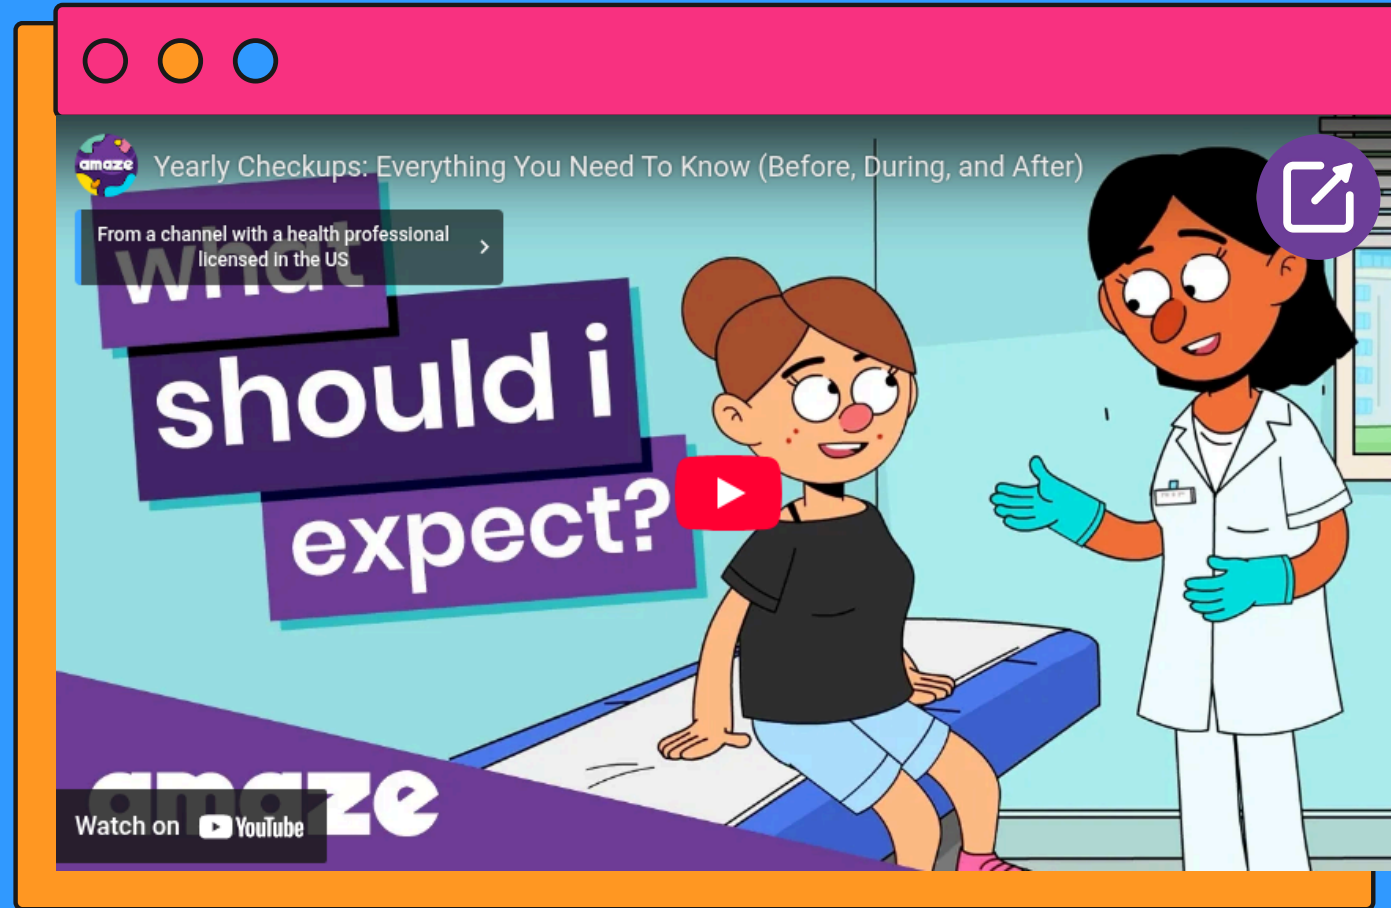 amaze
Yearly Checkups: Everything You Need To Know (Before, During, and After)
From a channel with a health professional
licensed in the US
what
should i
expect?
amaze
Watch on YouTube